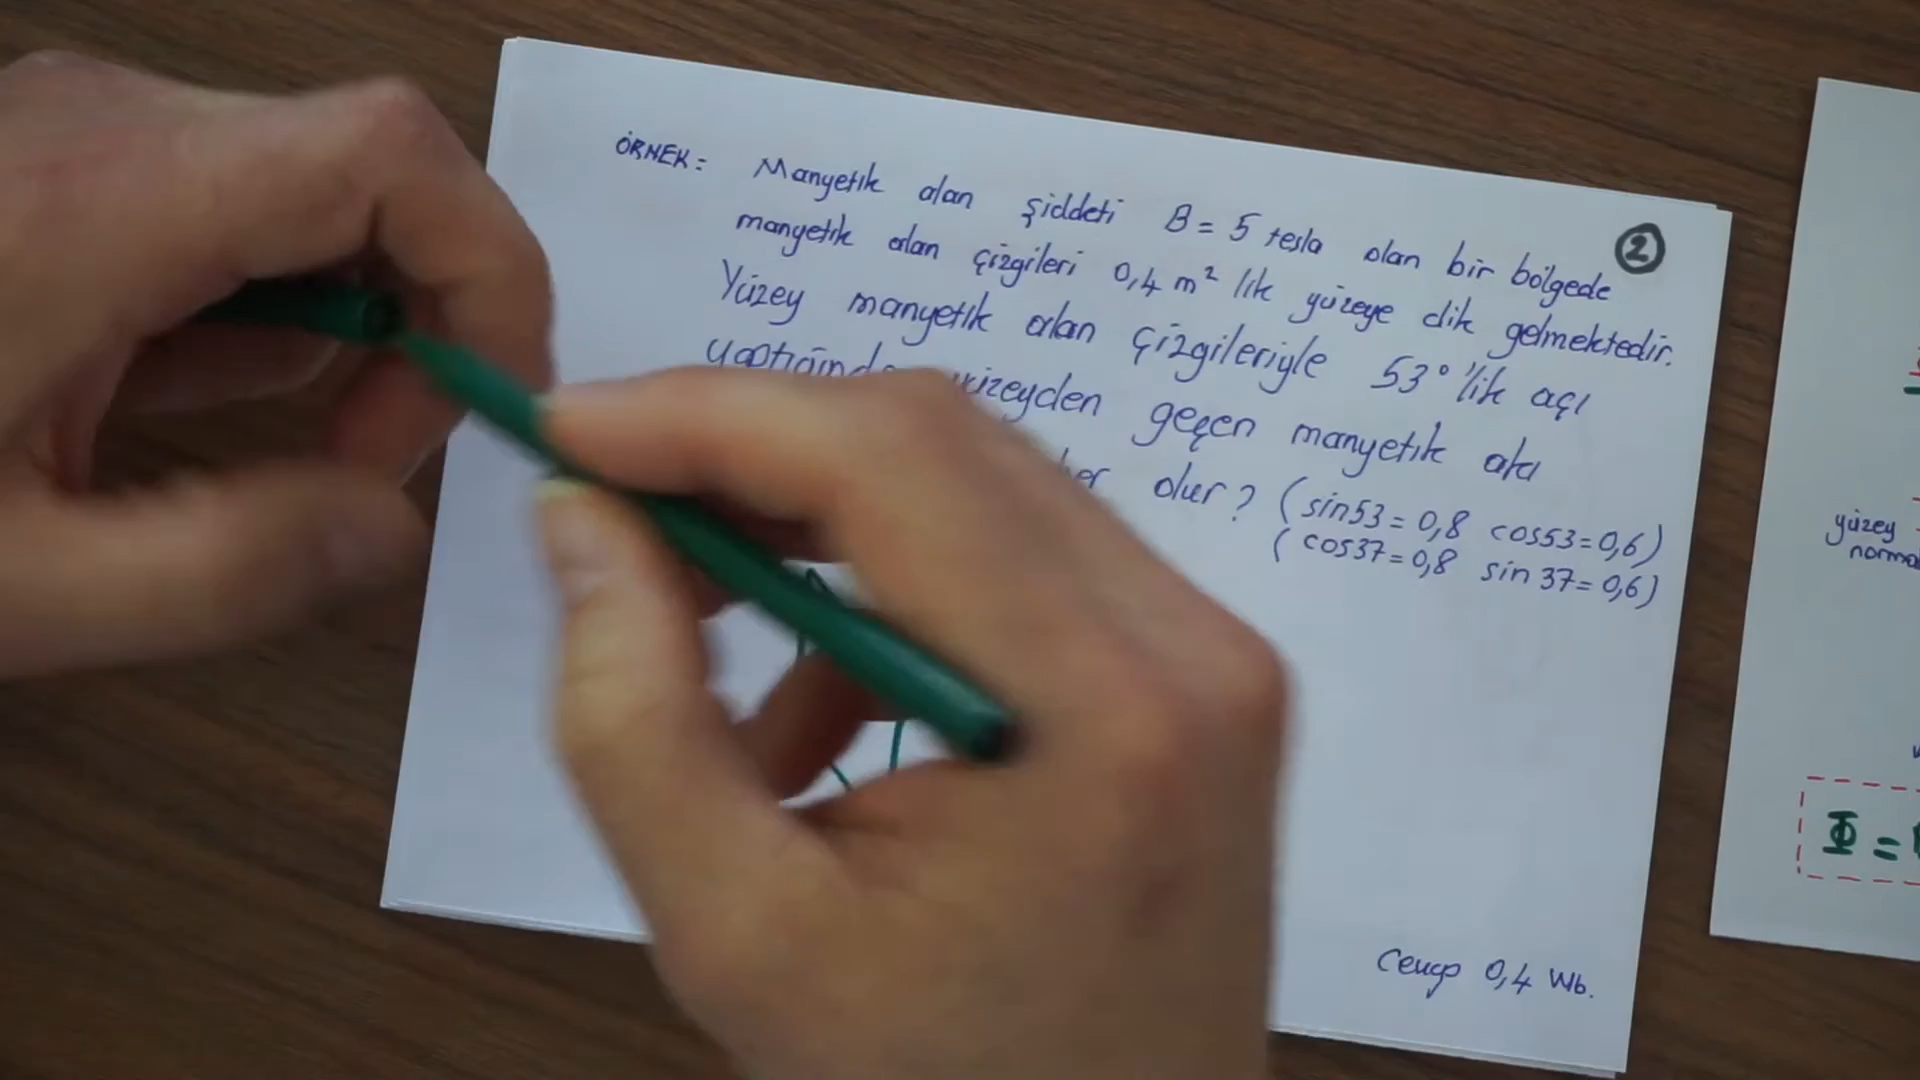 ÖRNEK: Manyetik alan şiddeti B = 5 tesla olan bir bölgede
manyetik alan çizgileri 0,4 m² lik yüzeye dik gelmektedir.
Yüzey manyetik alan çizgileriyle 53°'lik açı
yaptığında yüzeyden geçen manyetik akı
olur? (sin53 = 0,8 cos53 = 0,6)
(cos37 = 0,8 sin 37 = 0,6)
Cevap 0,4 Wb.
2
yüzey
Φ =